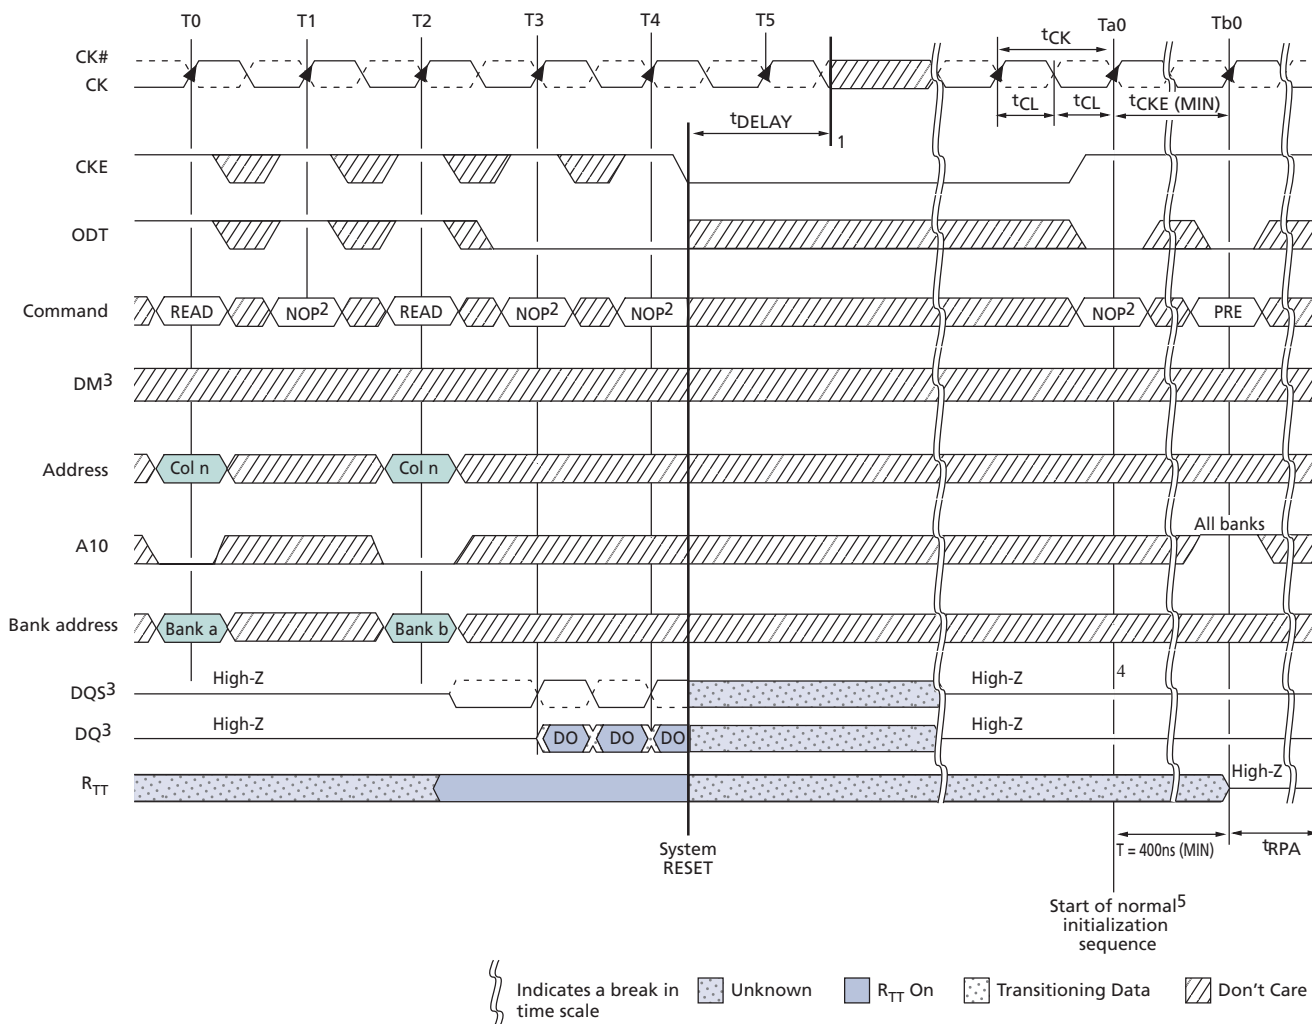 T0 T1 T2 T3 T4 T5 Ta0 Tb0
tCK
CK#
CK
tCL tCL tCKE (MIN)
tDELAY
1
CKE
ODT
Command READ NOP2 READ NOP2 NOP2 NOP2 PRE
DM3
Address Col n Col n
All banks
A10
Bank address Bank a Bank b
High-Z High-Z 4
DQS3
High-Z High-Z
DQ3 DO DO DO
High-Z
RTT
System
RESET
T = 400ns (MIN) tRPA
Start of normal5
initialization
sequence
Indicates a break in
time scale
Unknown
RTT On
Transitioning Data
Don't Care